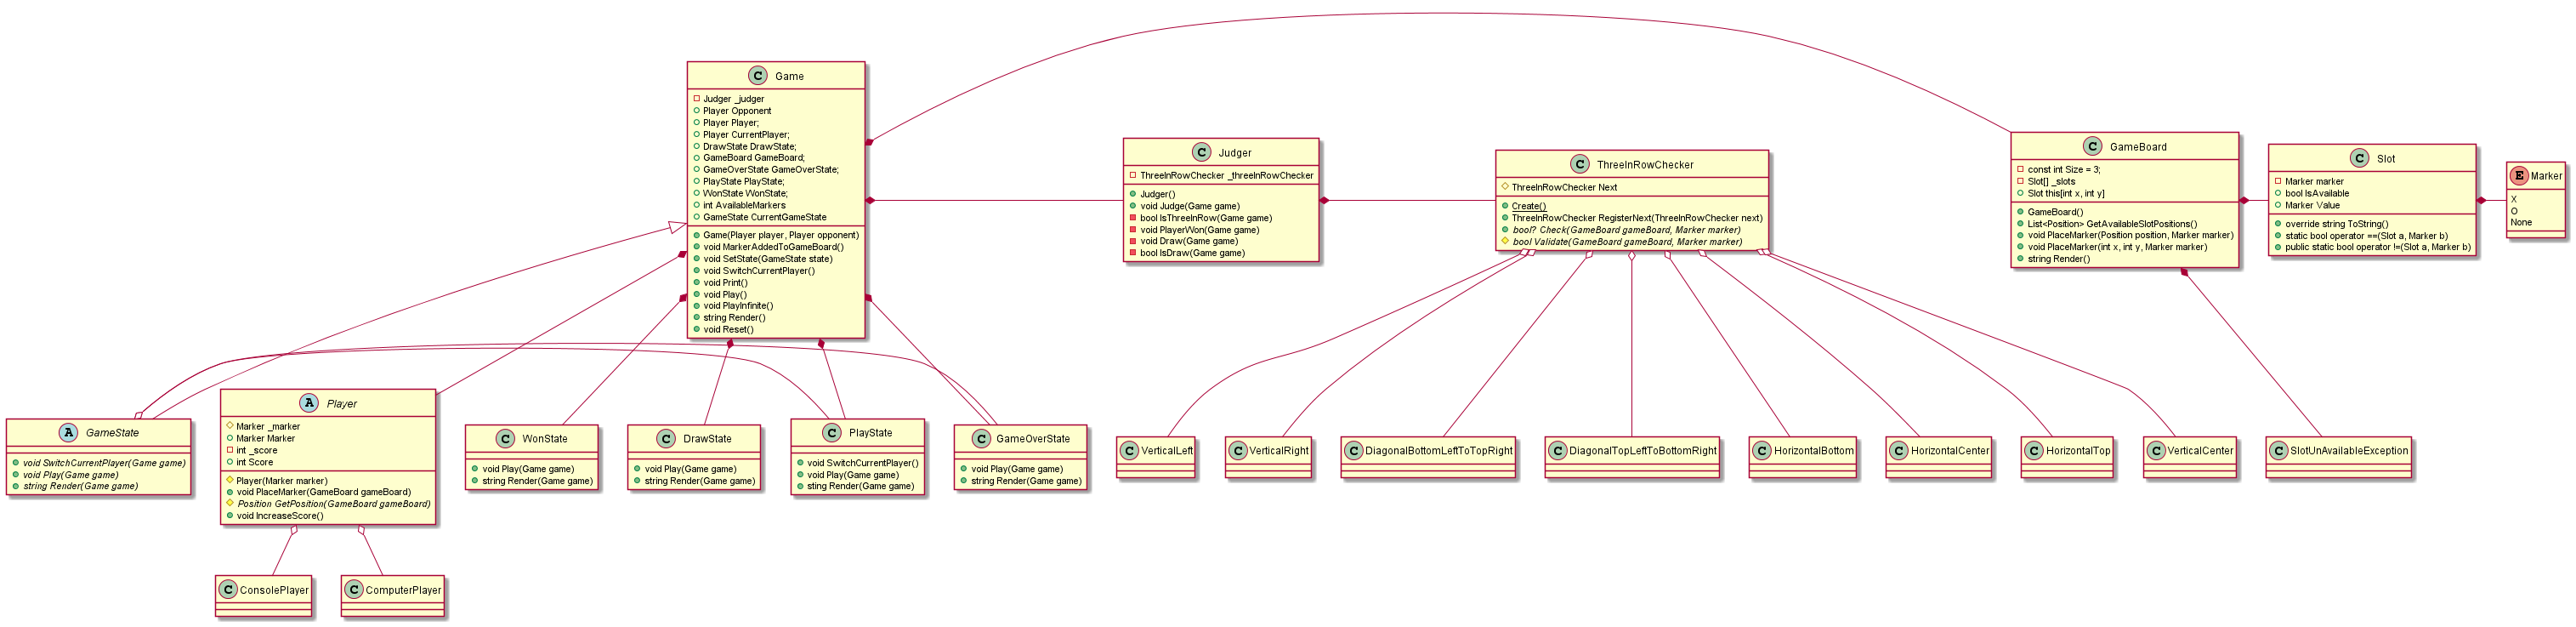 C Game
Judger _judger
Player Opponent
Player Player;
Player CurrentPlayer;
DrawState DrawState;
GameBoard GameBoard;
GameOverState GameOverState;
PlayState PlayState;
WonState WonState;
int AvailableMarkers
GameState CurrentGameState
Game(Player player, Player opponent)
void MarkerAddedToGameBoard()
void SetState(GameState state)
void SwitchCurrentPlayer()
void Print()
void Play()
void PlayInfinite()
string Render()
void Reset()
C Judger
ThreeInRowChecker _threeInRowChecker
Judger()
void Judge(Game game)
bool IsThreeInRow(Game game)
void PlayerWon(Game game)
void Draw(Game game)
bool IsDraw(Game game)
C ThreeInRowChecker
ThreeInRowChecker Next
Create()
ThreeInRowChecker RegisterNext(ThreeInRowChecker next)
bool? Check(GameBoard gameBoard, Marker marker)
bool Validate(GameBoard gameBoard, Marker marker)
C GameBoard
const int Size = 3;
Slot[] _slots
Slot this[int x, int y]
GameBoard()
List<Position> GetAvailableSlotPositions()
void PlaceMarker(Position position, Marker marker)
void PlaceMarker(int x, int y, Marker marker)
string Render()
C Slot
Marker marker
bool IsAvailable
Marker Value
override string ToString()
static bool operator ==(Slot a, Marker b)
public static bool operator !=(Slot a, Marker b)
E Marker
X
O
None
A GameState
void SwitchCurrentPlayer(Game game)
void Play(Game game)
string Render(Game game)
A Player
Marker _marker
Marker Marker
int _score
int Score
Player(Marker marker)
void PlaceMarker(GameBoard gameBoard)
Position GetPosition(GameBoard gameBoard)
void IncreaseScore()
C WonState
void Play(Game game)
string Render(Game game)
C DrawState
void Play(Game game)
string Render(Game game)
C PlayState
void SwitchCurrentPlayer()
void Play(Game game)
sting Render(Game game)
C GameOverState
void Play(Game game)
string Render(Game game)
C VerticalLeft
C VerticalRight
C DiagonalBottomLeftToTopRight
C DiagonalTopLeftToBottomRight
C HorizontalBottom
C HorizontalCenter
C HorizontalTop
C VerticalCenter
C SlotUnAvailableException
C ConsolePlayer
C ComputerPlayer